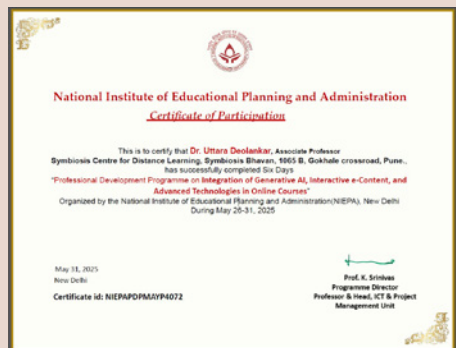 National Institute of Educational Planning and Administration
Certificate of Participation
This is to certify that Dr. Uttara Deolankar, Associate Professor
Symbiosis Centre for Distance Learning, Symbiosis Bhavan, 1065 B, Gokhale crossroad, Pune.,
has successfully completed Six Days
"Professional Development Programme on Integration of Generative AI, Interactive e-Content, and
Advanced Technologies in Online Courses"
Organized by the National Institute of Educational Planning and Administration(NIEPA), New Delhi
During May 26-31, 2025
May 31, 2025
New Delhi
Certificate id: NIEPAPDPMAYP4072
Prof. K. Srinivas
Programme Director
Professor & Head, ICT & Project
Management Unit